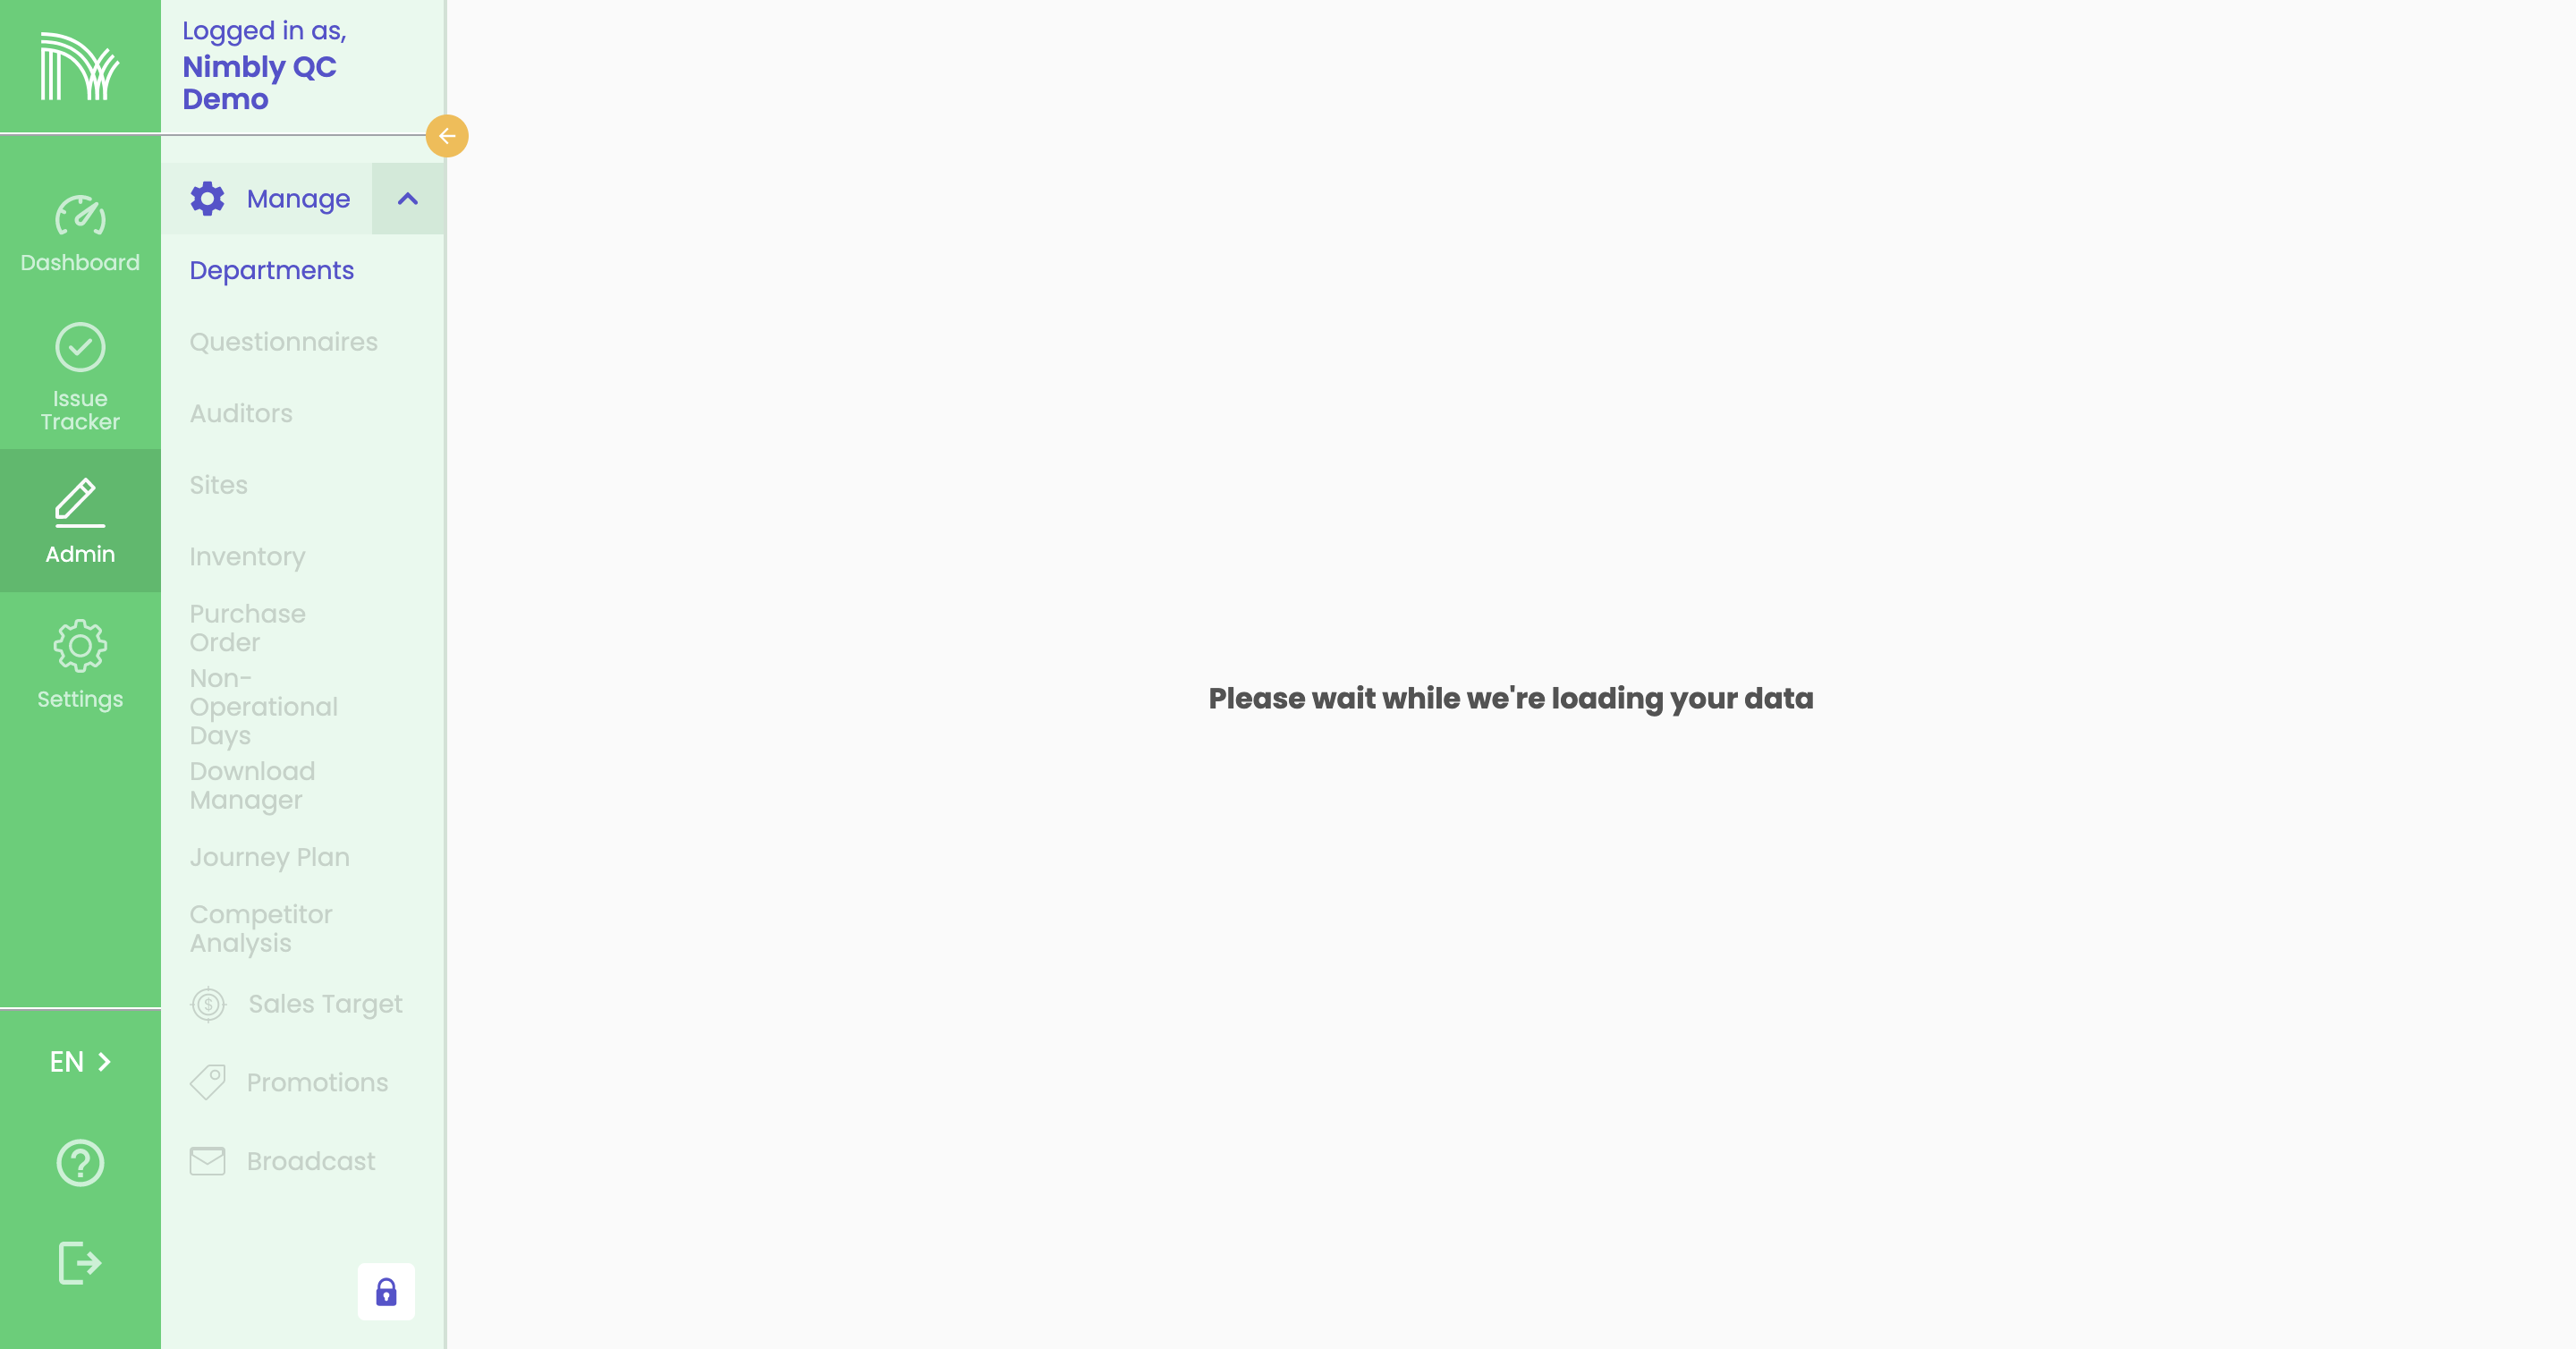 Logged in as,
Nimbly QC
Demo
Dashboard
Issue
Tracker
Admin
Settings
EN
Manage
Departments
Questionnaires
Auditors
Sites
Inventory
Purchase
Order
Non-
Operational
Days
Download
Manager
Journey Plan
Competitor
Analysis
Sales Target
Promotions
Broadcast
Please wait while we're loading your data